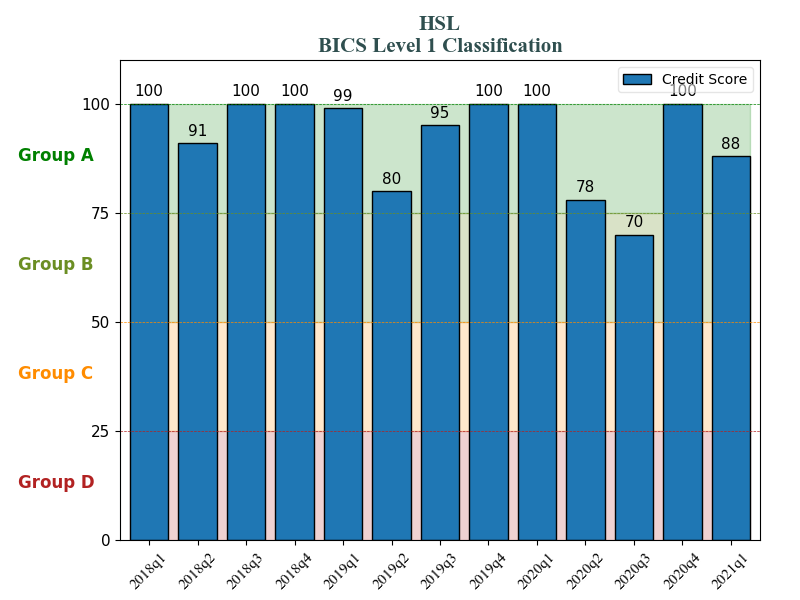 HSL
BICS Level 1 Classification
Credit Score
100 91 100 100 99 80 95 100 100 78 70 100 88
100
Group A
75
Group B
50
Group C
25
Group D
0
2018q1 2018q2 2018q3 2018q4 2019q1 2019q2 2019q3 2019q4 2020q1 2020q2 2020q3 2020q4 2021q1